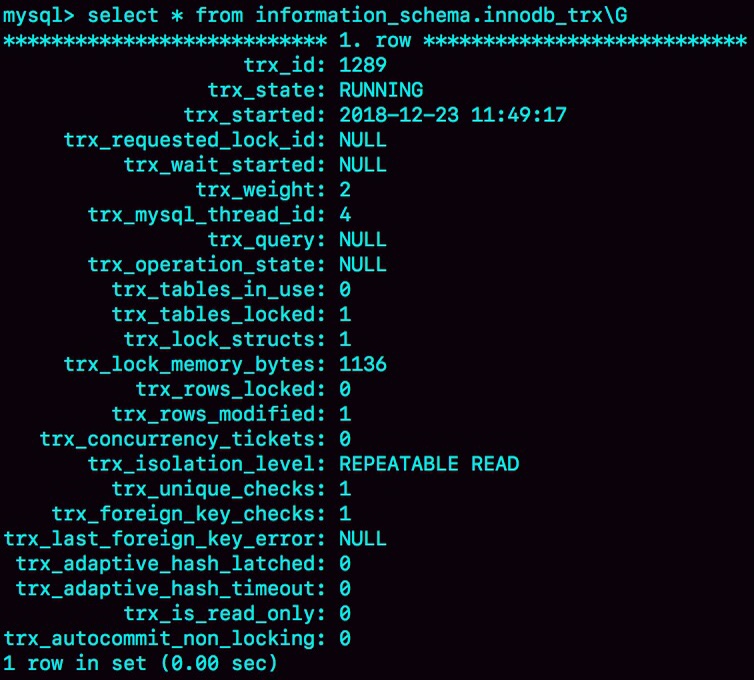 mysql> select * from information_schema.innodb_trx\G
*************************** 1. row ***************************
trx_id: 1289
trx_state: RUNNING
trx_started: 2018-12-23 11:49:17
trx_requested_lock_id: NULL
trx_wait_started: NULL
trx_weight: 2
trx_mysql_thread_id: 4
trx_query: NULL
trx_operation_state: NULL
trx_tables_in_use: 0
trx_tables_locked: 1
trx_lock_structs: 1
trx_lock_memory_bytes: 1136
trx_rows_locked: 0
trx_rows_modified: 1
trx_concurrency_tickets: 0
trx_isolation_level: REPEATABLE READ
trx_unique_checks: 1
trx_foreign_key_checks: 1
trx_last_foreign_key_error: NULL
trx_adaptive_hash_latched: 0
trx_adaptive_hash_timeout: 0
trx_is_read_only: 0
trx_autocommit_non_locking: 0
1 row in set (0.00 sec)